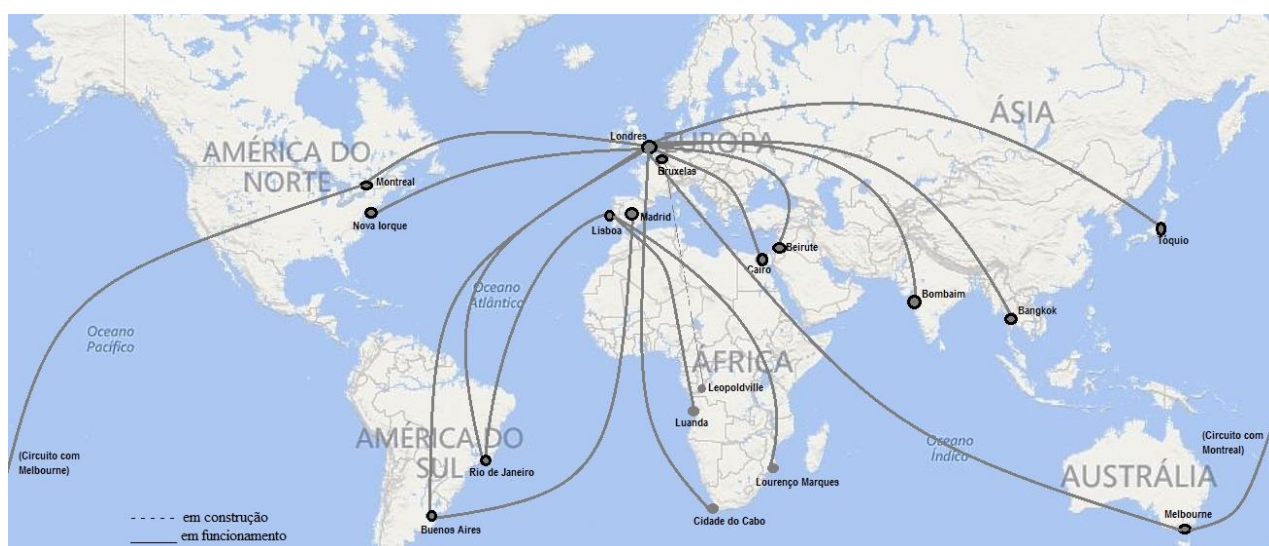 ÁSIA
Londres
EUROPA
AMÉRICA DO
NORTE
Bruxelas
Montreal
Nova Iorque
Lisboa
Madrid
Tóquio
Beirute
Cairo
Oceano
Atlântico
Bombaim
Bangkok
Oceano
Pacífico
ÁFRICA
Leopoldville
Luanda
AMÉRICA DO
SUL
(Circuito com
Melbourne)
Rio de Janeiro
Oceano
Índico
(Circuito com
Montreal)
AUSTRÁLIA
Lourenço Marques
Cidade do Cabo
Melbourne
Buenos Aires
----- em construção
_____ em funcionamento